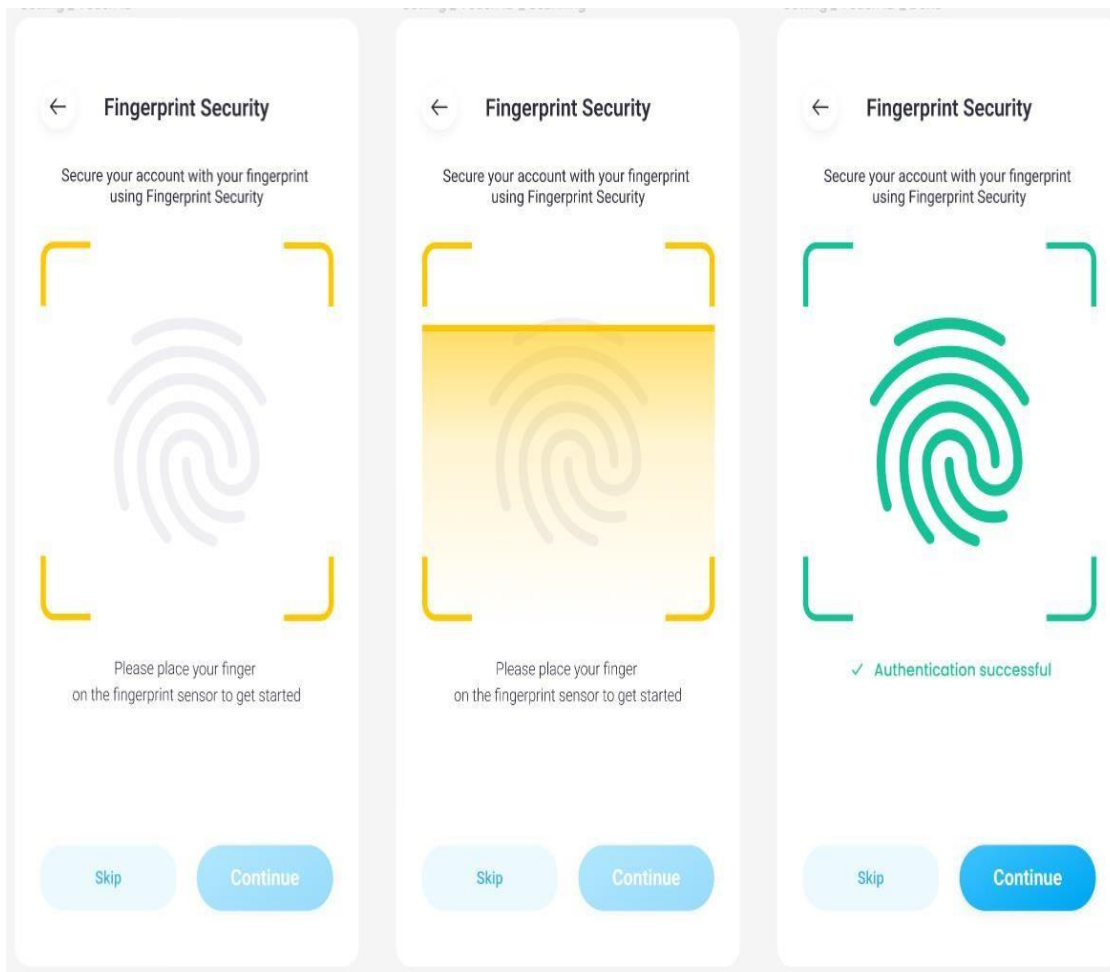 Fingerprint Security
Secure your account with your fingerprint
using Fingerprint Security
Please place your finger
on the fingerprint sensor to get started
Skip
Continue
Fingerprint Security
Secure your account with your fingerprint
using Fingerprint Security
Please place your finger
on the fingerprint sensor to get started
Skip
Continue
Fingerprint Security
Secure your account with your fingerprint
using Fingerprint Security
✓ Authentication successful
Skip
Continue